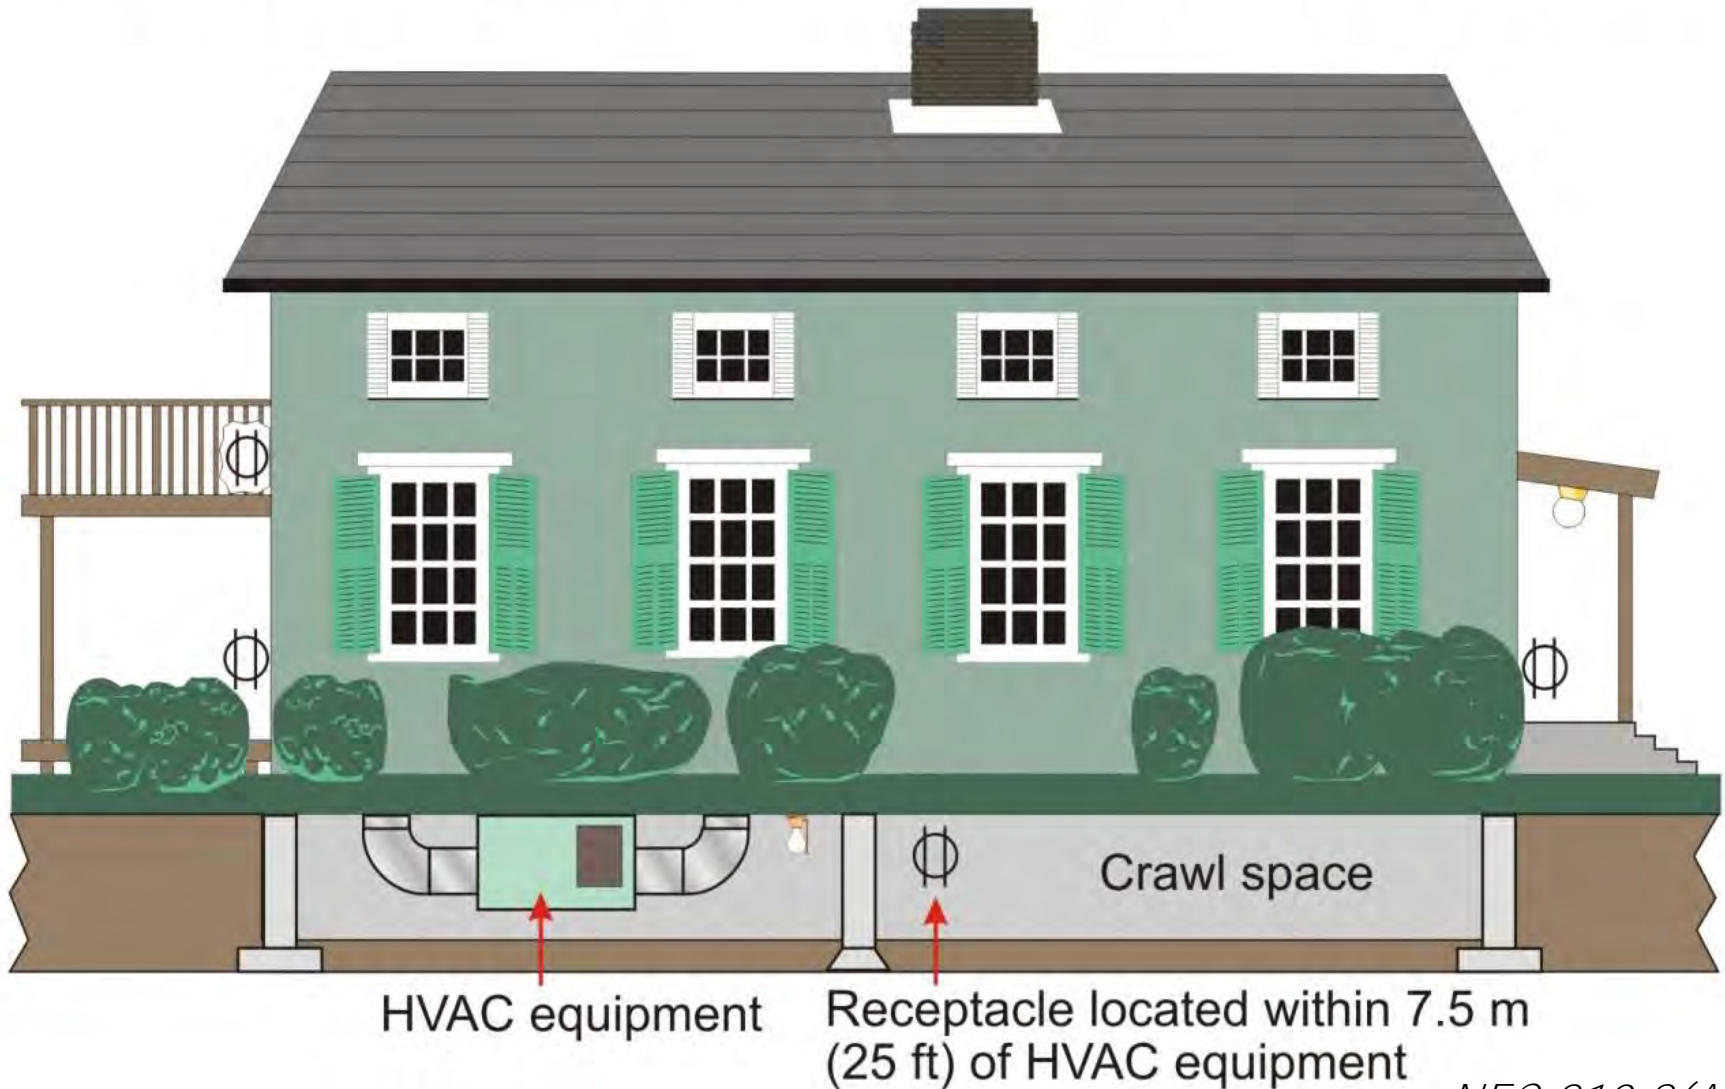 Crawl space
HVAC equipment
Receptacle located within 7.5 m
(25 ft) of HVAC equipment